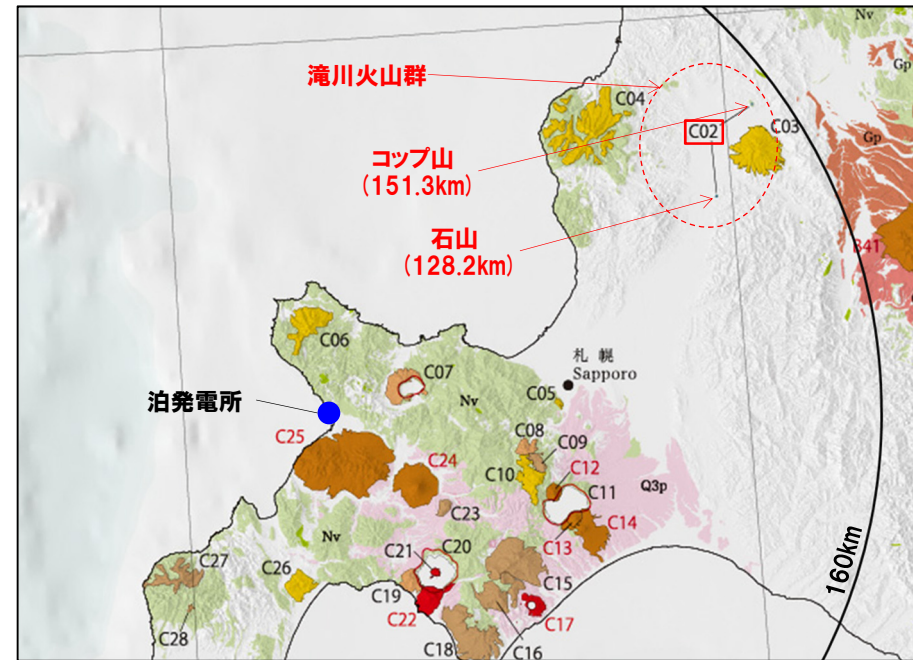 Nv
Gp
滝川火山群
C04
C02
C03
Gp
コップ山
(151.3km)
石山
(128.2km)
B41
C06
札 幌
Sapporo
C07
Nv
C05
泊発電所
C25
C08
C09
C24
C10
C12
C11
Q3p
C23
C14
C13
Nv
C21
C20
C27
C26
C19
C15
C22
C17
160km
C28
C18
C16